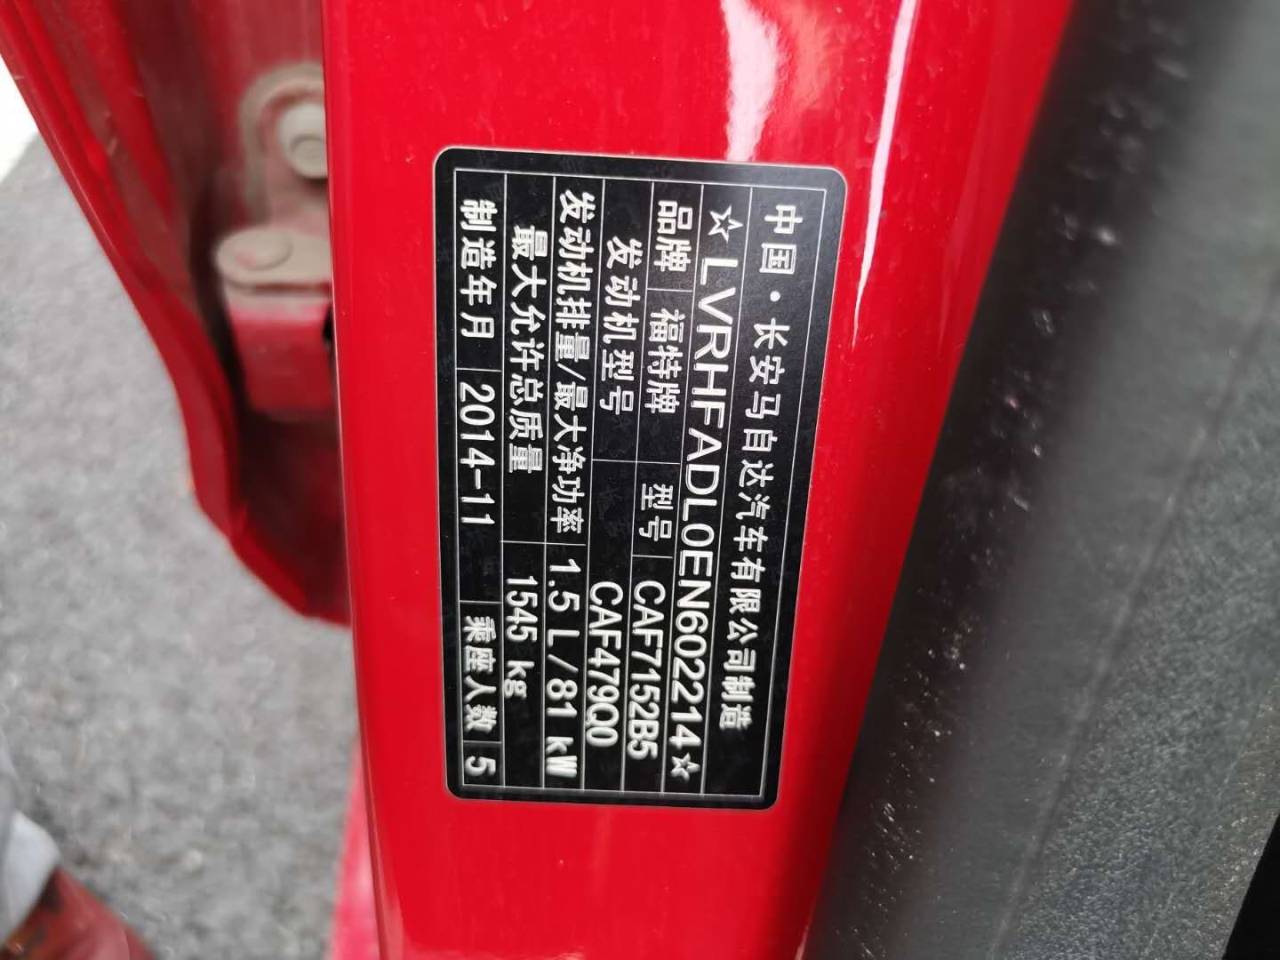 中国·长安马自达汽车有限公司制造
☆LVRHFADL0EN602214☆
品牌 福特牌 型号 CAF7152B5
发动机型号 CAF479Q0
发动机排量/最大净功率 1.5 L/81 kW
最大允许总质量 1545 kg
制造年月 2014-11 乘座人数 5